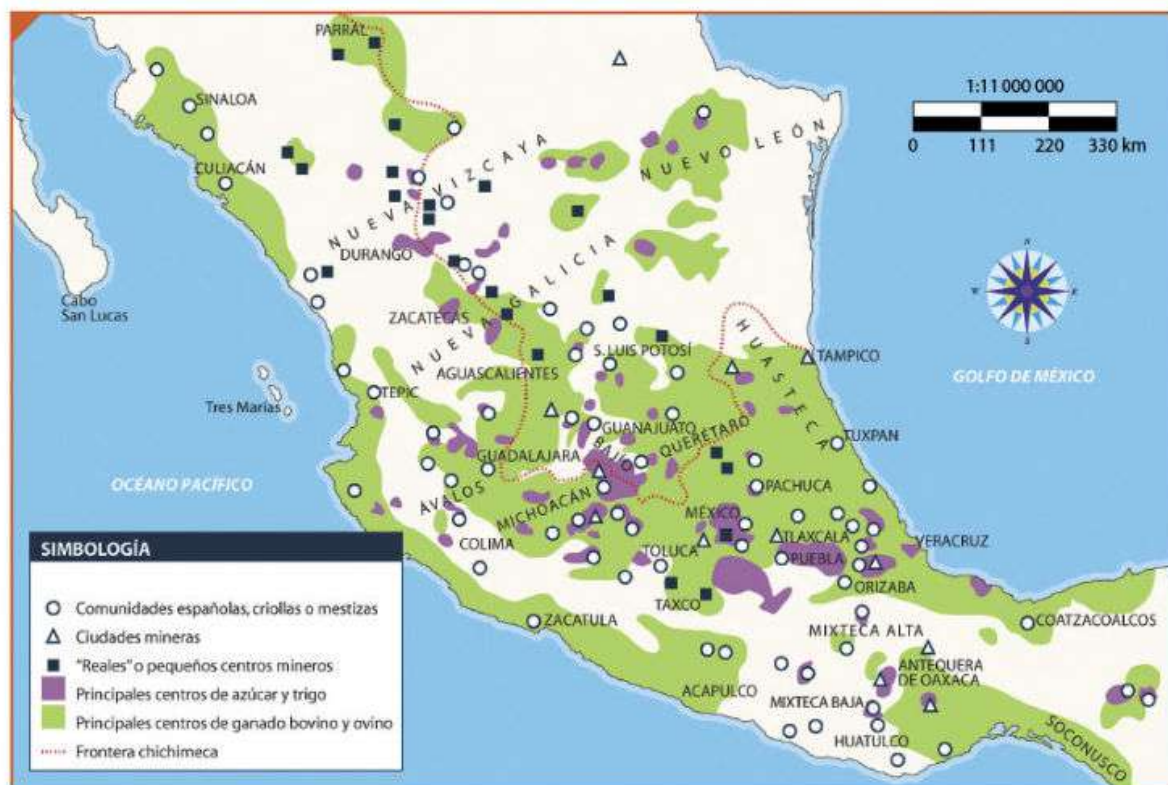 PARRAL
1:11 000 000
0 111 220 330 km
SINALOA
CULIACÁN
NUEVA VIZCAYA
NUEVO LEÓN
DURANGO
NUEVA GALICIA
Cabo
San Lucas
ZACATECAS
HUASTECA
S. LUIS POTOSÍ
TAMPICO
AGUASCALIENTES
GOLFO DE MÉXICO
TEPIC
Tres Marías
GUANAJUATO
BAJÍO
QUERÉTARO
TUXPAN
GUADALAJARA
OCÉANO PACÍFICO
ÁVALOS
MICHOACÁN
PACHUCA
MÉXICO
COLIMA
TOLUCA
TLAXCALA
PUEBLA
VERACRUZ
ORIZABA
TAXCO
ZACATULA
COATZACOALCOS
MIXTECA ALTA
ACAPULCO
ANTEQUERA
DE OAXACA
MIXTECA BAJA
HUATULCO
SOCONUSCO
SIMBOLOGÍA
Comunidades españolas, criollas o mestizas
Ciudades mineras
"Reales" o pequeños centros mineros
Principales centros de azúcar y trigo
Principales centros de ganado bovino y ovino
Frontera chichimeca